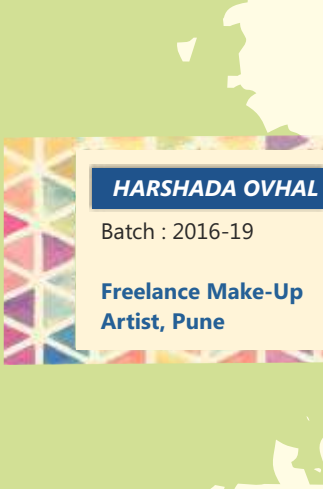 HARSHADA OVHAL
Batch : 2016-19
Freelance Make-Up
Artist, Pune